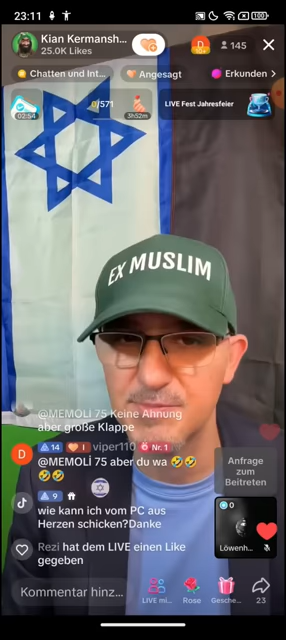 23:11
100
Kian Kermansh...
25.0K Likes
145
Chatten und Int...
Angesagt
Erkunden
02:54
0/571
3h52m
LIVE Fest Jahresfeier
EX MUSLIM
@MEMOLİ 75 Keine Ahnung
aber große Klappe
14 I viper110 Nr. 1
@MEMOLİ 75 aber du wa 🤣🤣
🤣🤣
9
wie kann ich vom PC aus
Herzen schicken?Danke
Rezi hat dem LIVE einen Like
gegeben
Anfrage
zum
Beitreten
0
Löwenh...
Kommentar hinz...
LIVE mi...
Rose
Gesche...
23